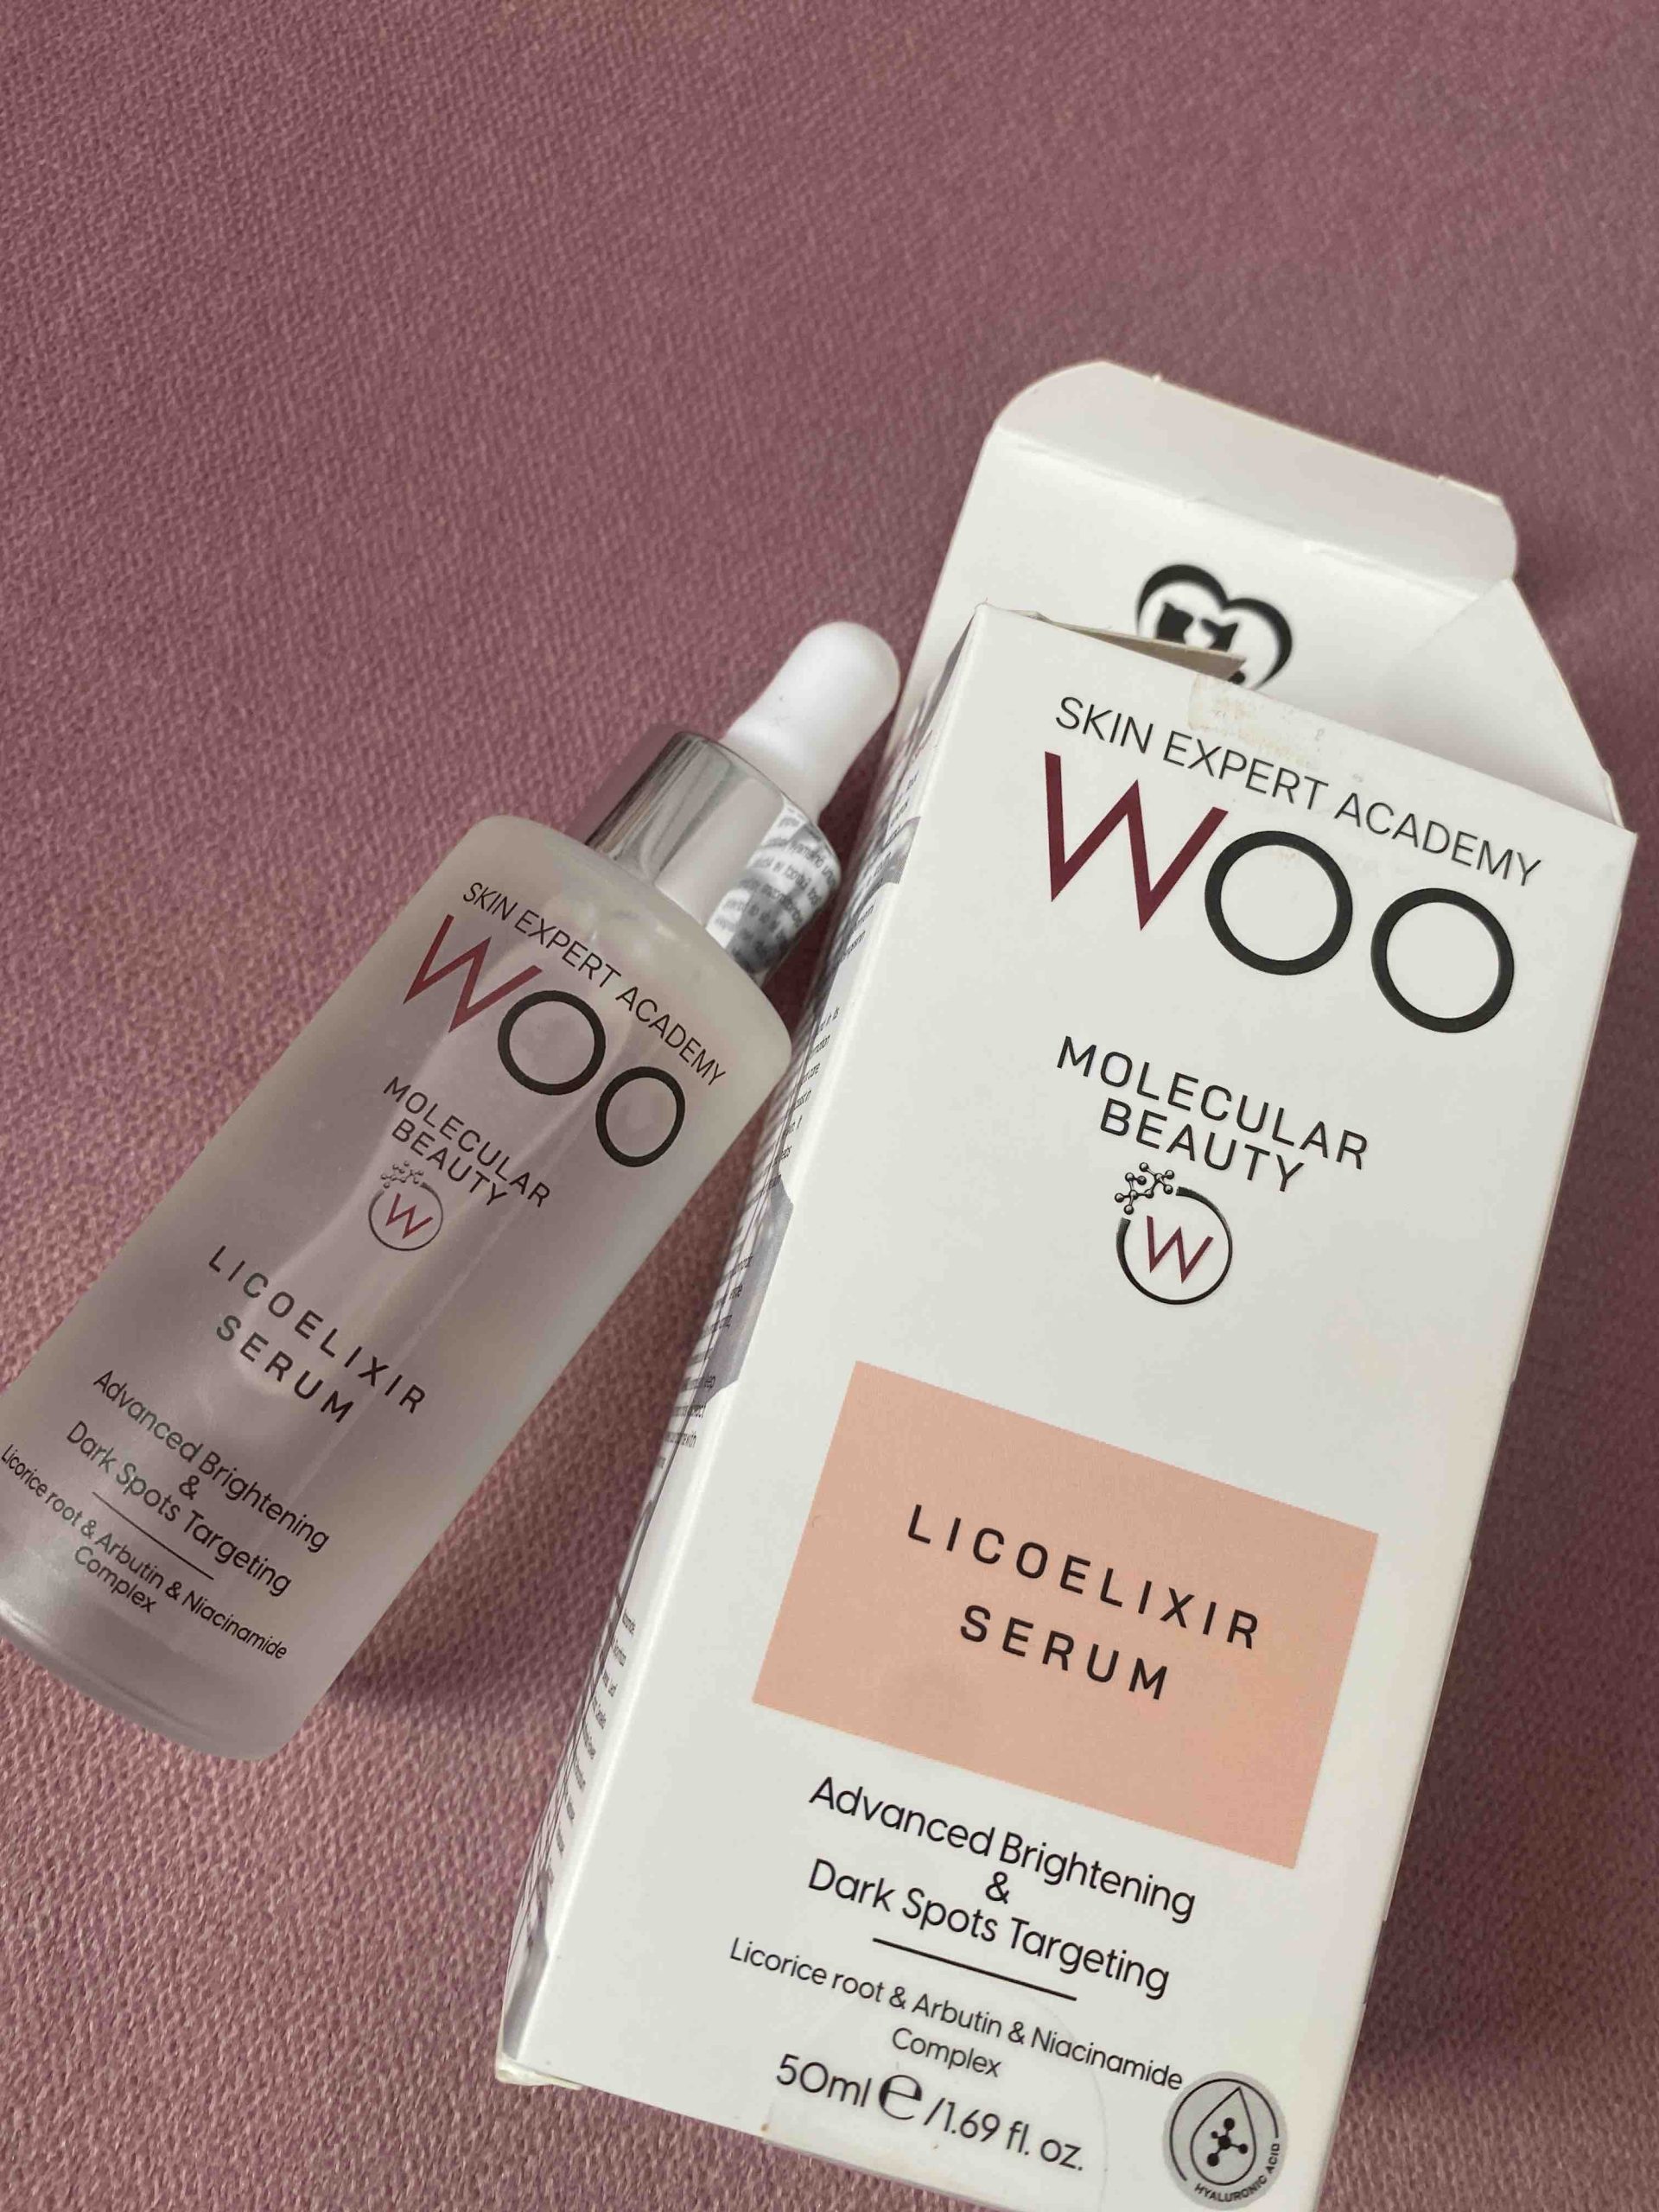 SKIN EXPERT ACADEMY
WOO
MOLECULAR
BEAUTY
W
LICOELIXIR
SERUM
Advanced Brightening
&
Dark Spots Targeting
Licorice root & Arbutin & Niacinamide
Complex
SKIN EXPERT ACADEMY
WOO
MOLECULAR
BEAUTY
W
LICOELIXIR
SERUM
Advanced Brightening
&
Dark Spots Targeting
Licorice root & Arbutin & Niacinamide
Complex
50ml e/1.69 fl. oz.
HYALURONIC ACID